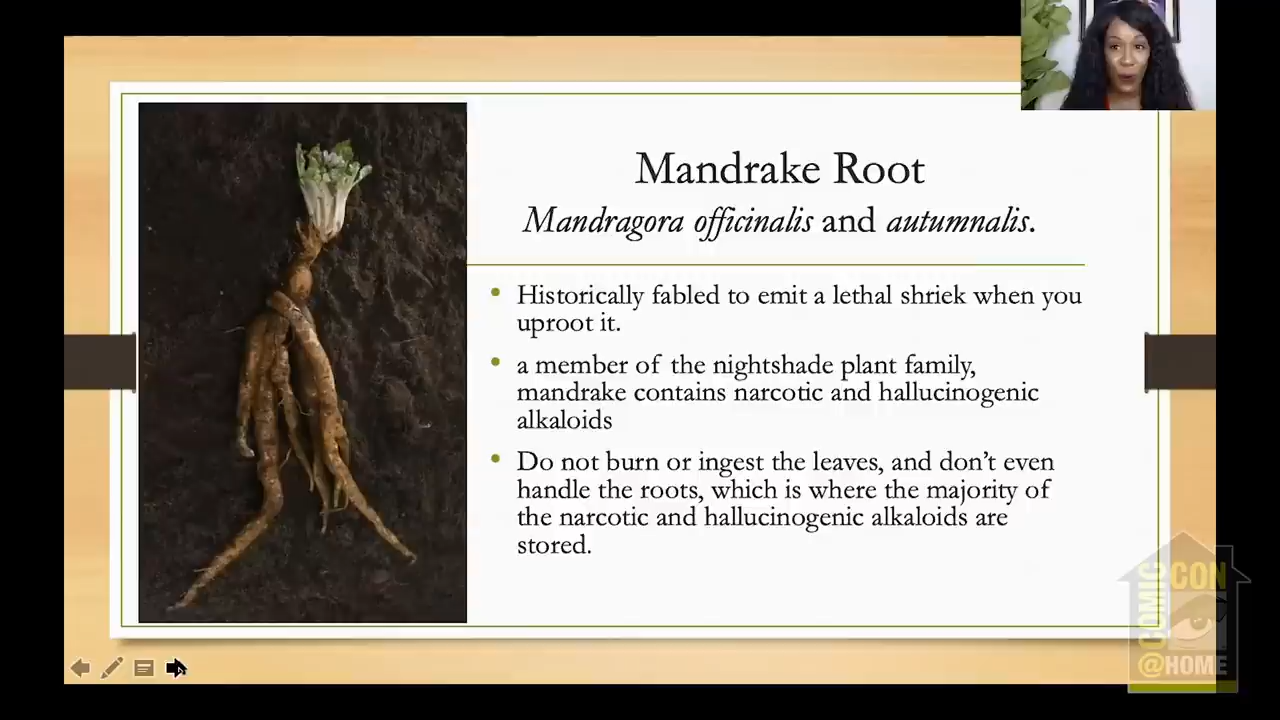 Mandrake Root
Mandragora officinalis and autumnalis.
• Historically fabled to emit a lethal shriek when you
uproot it.
• a member of the nightshade plant family,
mandrake contains narcotic and hallucinogenic
alkaloids
• Do not burn or ingest the leaves, and don't even
handle the roots, which is where the majority of
the narcotic and hallucinogenic alkaloids are
stored.
COMIC
CON
@HOME